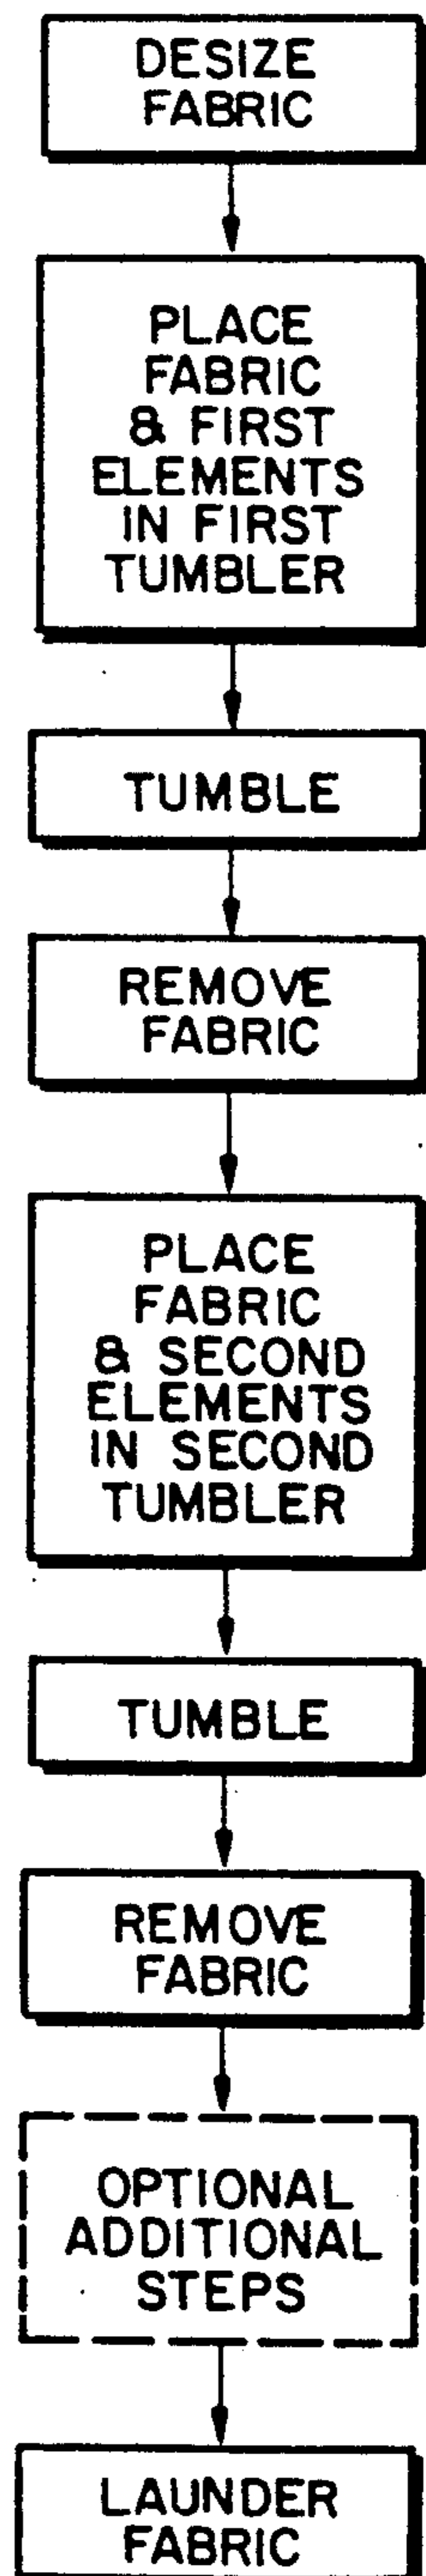 DESIZE
FABRIC
PLACE
FABRIC
& FIRST
ELEMENTS
IN FIRST
TUMBLER
TUMBLE
REMOVE
FABRIC
PLACE
FABRIC
& SECOND
ELEMENTS
IN SECOND
TUMBLER
TUMBLE
REMOVE
FABRIC
OPTIONAL
ADDITIONAL
STEPS
LAUNDER
FABRIC